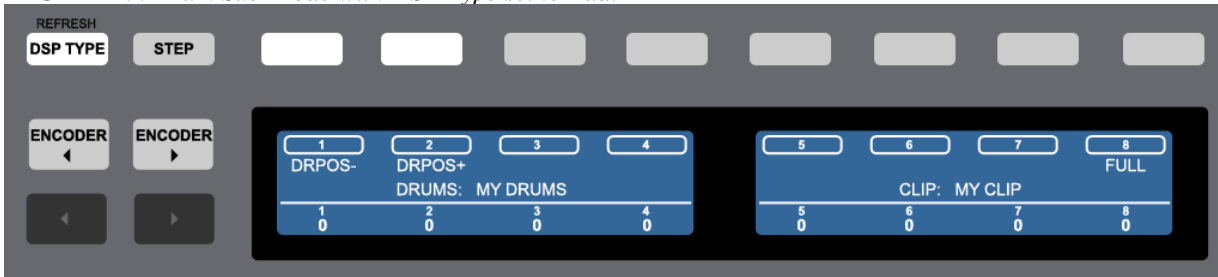 REFRESH
DSP TYPE STEP
ENCODER ENCODER
1 2 3 4 5 6 7 8
DRPOS- DRPOS+ FULL
DRUMS: MY DRUMS CLIP: MY CLIP
1 2 3 4 5 6 7 8
0 0 0 0 0 0 0 0